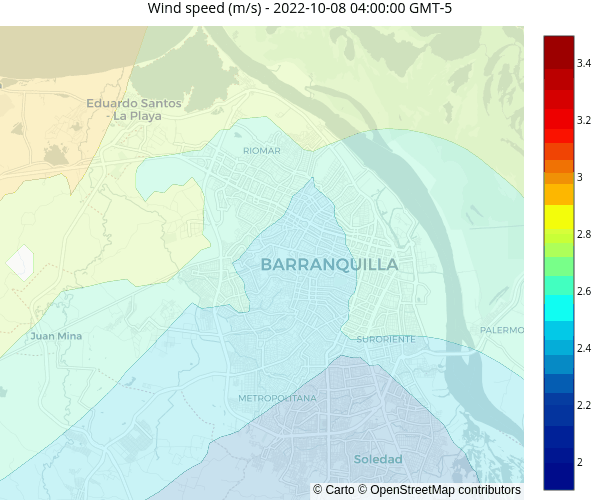 Wind speed (m/s) - 2022-10-08 04:00:00 GMT-5
3.4
3.2
3
2.8
2.6
2.4
2.2
2
Eduardo Santos
- La Playa
RIOMAR
BARRANQUILLA
Juan Mina
SURORIENTE
PALERMO
METROPOLITANA
Soledad
© Carto © OpenStreetMap contributors